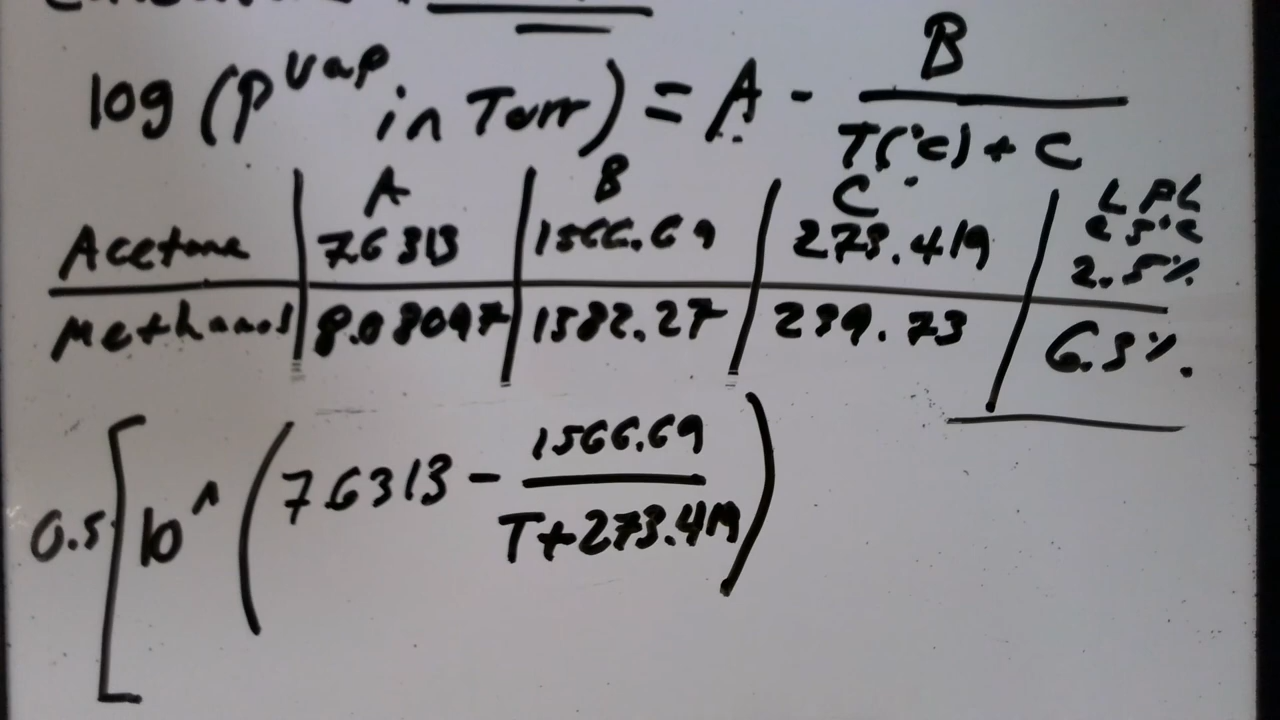 log (P^vap in Torr) = A - B / T(°C) + C
A B C LFL
Acetone 7.6313 1566.69 273.419 25°C 2.5%
Methanol 8.08097 1582.27 239.73 6.3%.
0.5[10^(7.6313 - 1566.69 / T+273.419)